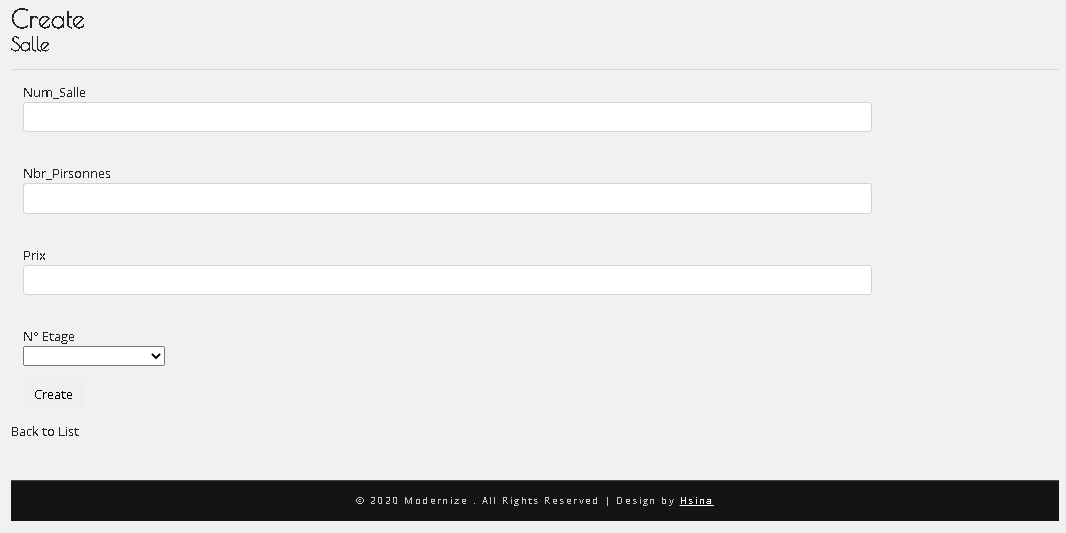 Create
Salle
Num_Salle
Nbr_Pirsonnes
Prix
N° Etage
Create
Back to List
© 2020 Modernize . All Rights Reserved | Design by Hsina